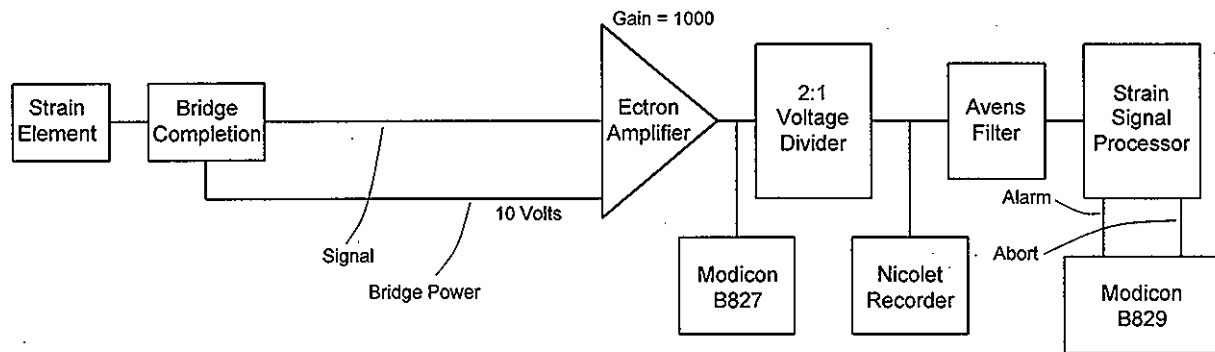 Gain = 1000
Strain
Element
Bridge
Completion
Ectron
Amplifier
2:1
Voltage
Divider
Avens
Filter
Strain
Signal
Processor
10 Volts
Signal
Bridge Power
Modicon
B827
Nicolet
Recorder
Alarm
Abort
Modicon
B829